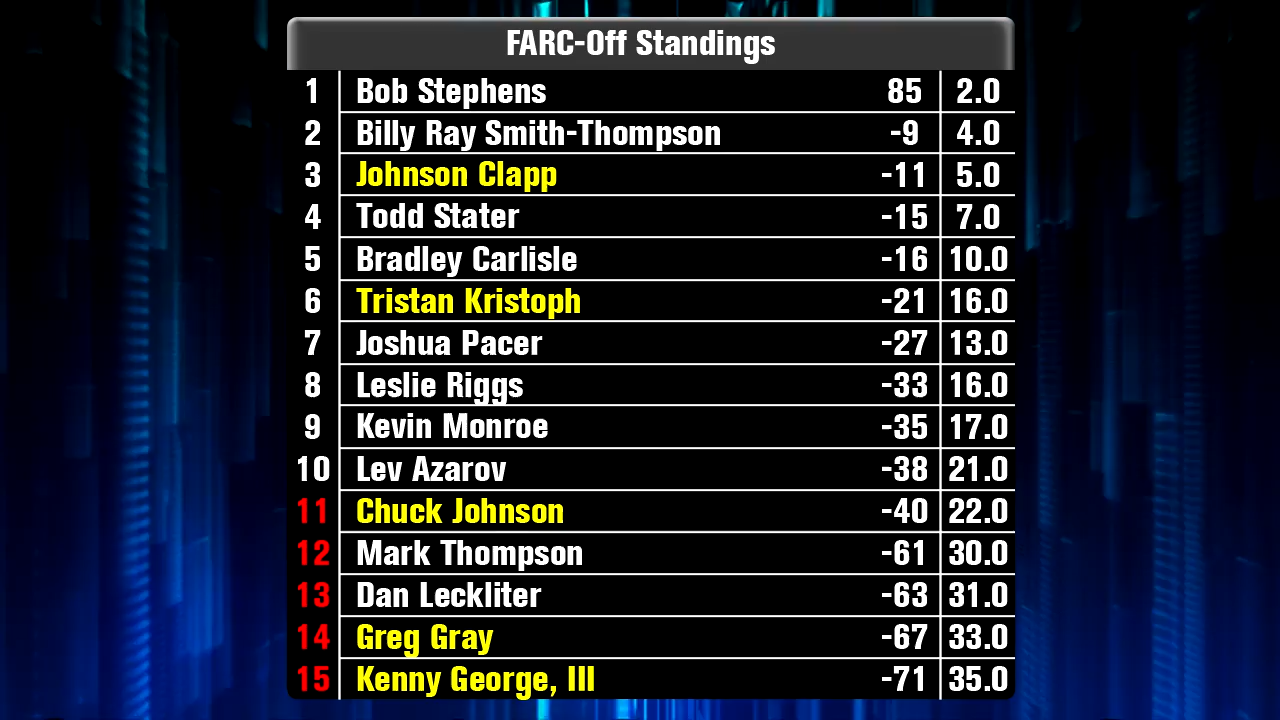 FARC-Off Standings
1 Bob Stephens 85 2.0
2 Billy Ray Smith-Thompson -9 4.0
3 Johnson Clapp -11 5.0
4 Todd Stater -15 7.0
5 Bradley Carlisle -16 10.0
6 Tristan Kristoph -21 16.0
7 Joshua Pacer -27 13.0
8 Leslie Riggs -33 16.0
9 Kevin Monroe -35 17.0
10 Lev Azarov -38 21.0
11 Chuck Johnson -40 22.0
12 Mark Thompson -61 30.0
13 Dan Leckliter -63 31.0
14 Greg Gray -67 33.0
15 Kenny George, III -71 35.0